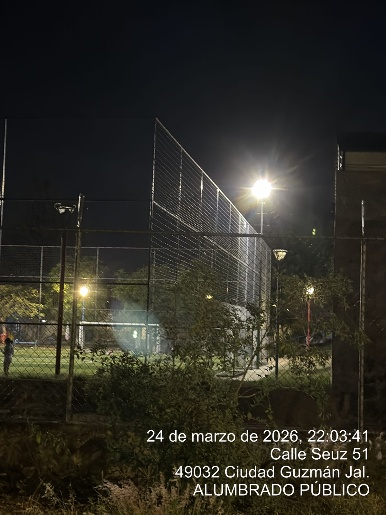 24 de marzo de 2026, 22:03:41
Calle Seuz 51
49032 Ciudad Guzmán Jal.
ALUMBRADO PÚBLICO